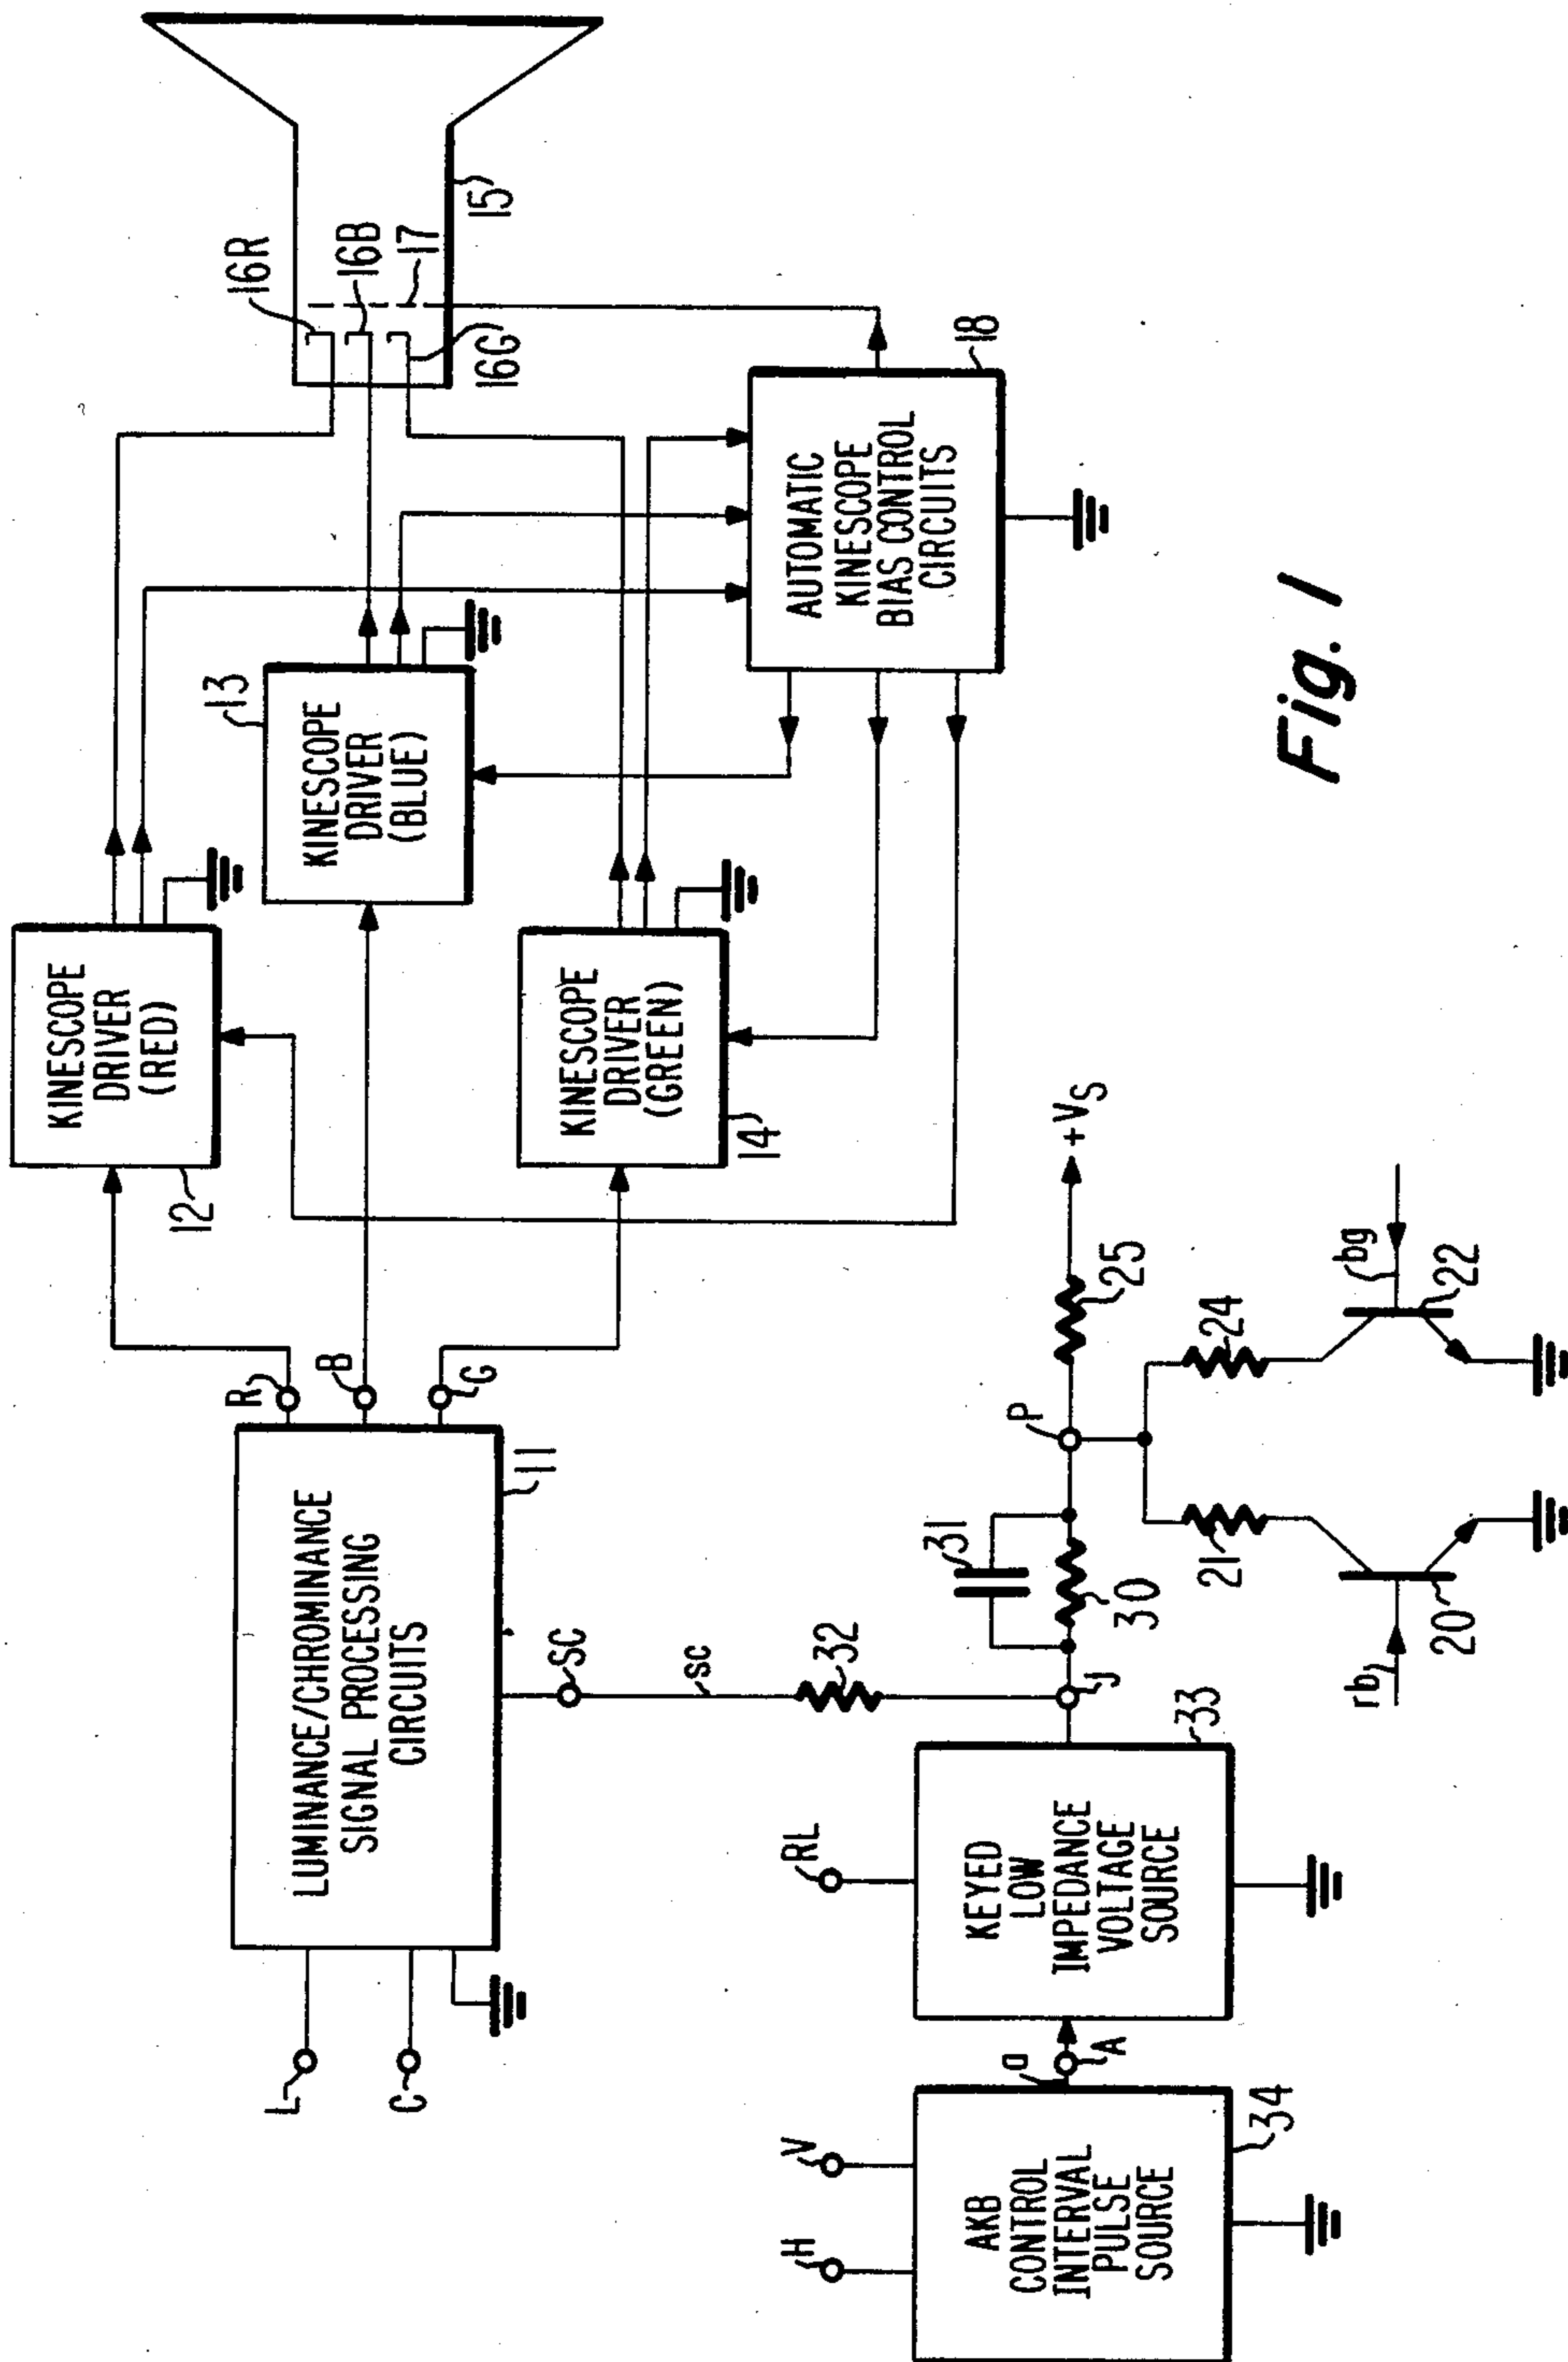 KINESCOPE
DRIVER
(RED)
12
KINESCOPE
DRIVER
(BLUE)
13
KINESCOPE
DRIVER
(GREEN)
14
16R
16B
17
16G
15
AUTOMATIC
KINESCOPE
BIAS CONTROL
CIRCUITS
18
L
C
LUMINANCE/CHROMINANCE
SIGNAL PROCESSING
CIRCUITS
11
R
B
G
SC
sc
32
31
30
J
P
25
+VS
21
24
rb
20
bg
22
H
V
AKB
CONTROL
INTERVAL
PULSE
SOURCE
34
a
A
RL
KEYED
LOW
IMPEDANCE
VOLTAGE
SOURCE
33
Fig. 1